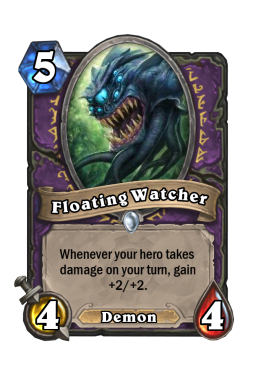 5
Floating Watcher
Whenever your hero takes
damage on your turn, gain
+2/+2.
4
Demon
4